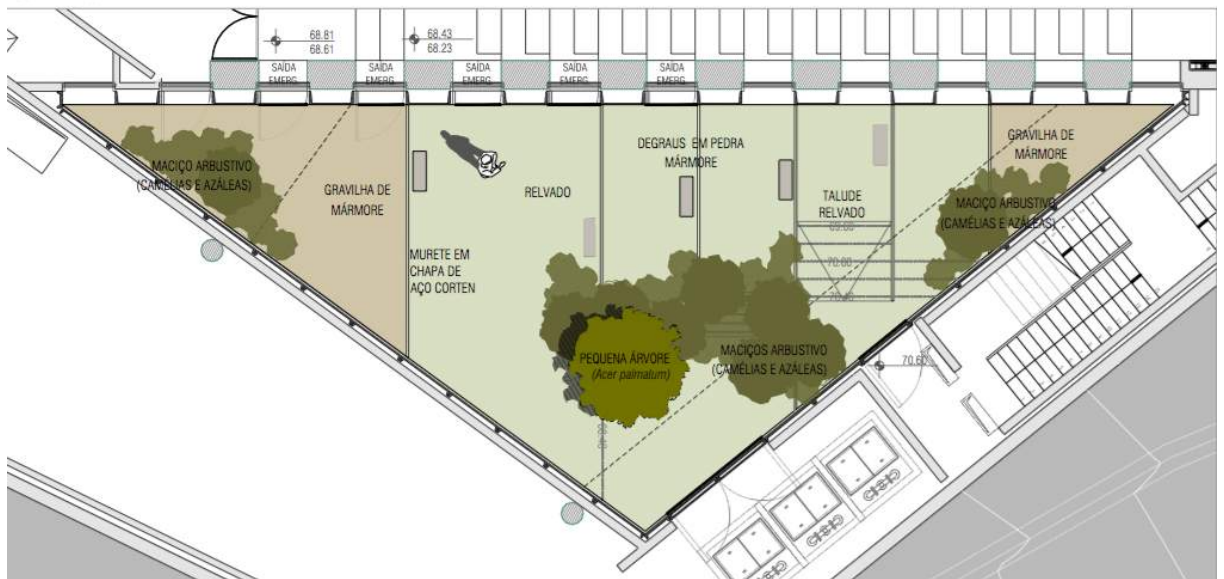 68.81
68.61
68.43
68.23
SAÍDA
EMERG.
SAÍDA
EMERG.
SAÍDA
EMERG.
SAÍDA
EMERG.
SAÍDA
EMERG.
MACIÇO ARBUSTIVO
(CAMÉLIAS E AZÁLEAS)
GRAVILHA DE
MÁRMORE
RELVADO
DEGRAUS EM PEDRA
MÁRMORE
TALUDE
RELVADO
GRAVILHA DE
MÁRMORE
MACIÇO ARBUSTIVO
(CAMÉLIAS E AZÁLEAS)
MURETE EM
CHAPA DE
AÇO CORTEN
70.00
PEQUENA ÁRVORE
(Acer palmatum)
MACIÇOS ARBUSTIVO
(CAMÉLIAS E AZÁLEAS)
70.60